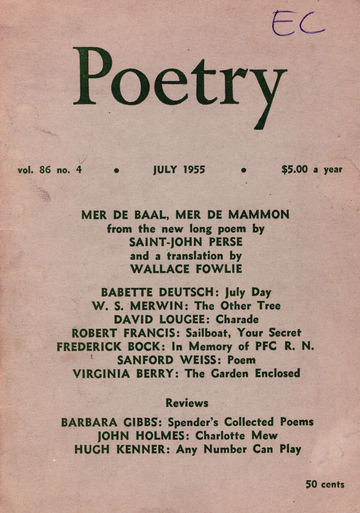 EC
Poetry
vol. 86 no. 4 • JULY 1955 • $5.00 a year
MER DE BAAL, MER DE MAMMON
from the new long poem by
SAINT-JOHN PERSE
and a translation by
WALLACE FOWLIE
BABETTE DEUTSCH: July Day
W. S. MERWIN: The Other Tree
DAVID LOUGEE: Charade
ROBERT FRANCIS: Sailboat, Your Secret
FREDERICK BOCK: In Memory of PFC R. N.
SANFORD WEISS: Poem
VIRGINIA BERRY: The Garden Enclosed
Reviews
BARBARA GIBBS: Spender's Collected Poems
JOHN HOLMES: Charlotte Mew
HUGH KENNER: Any Number Can Play
50 cents